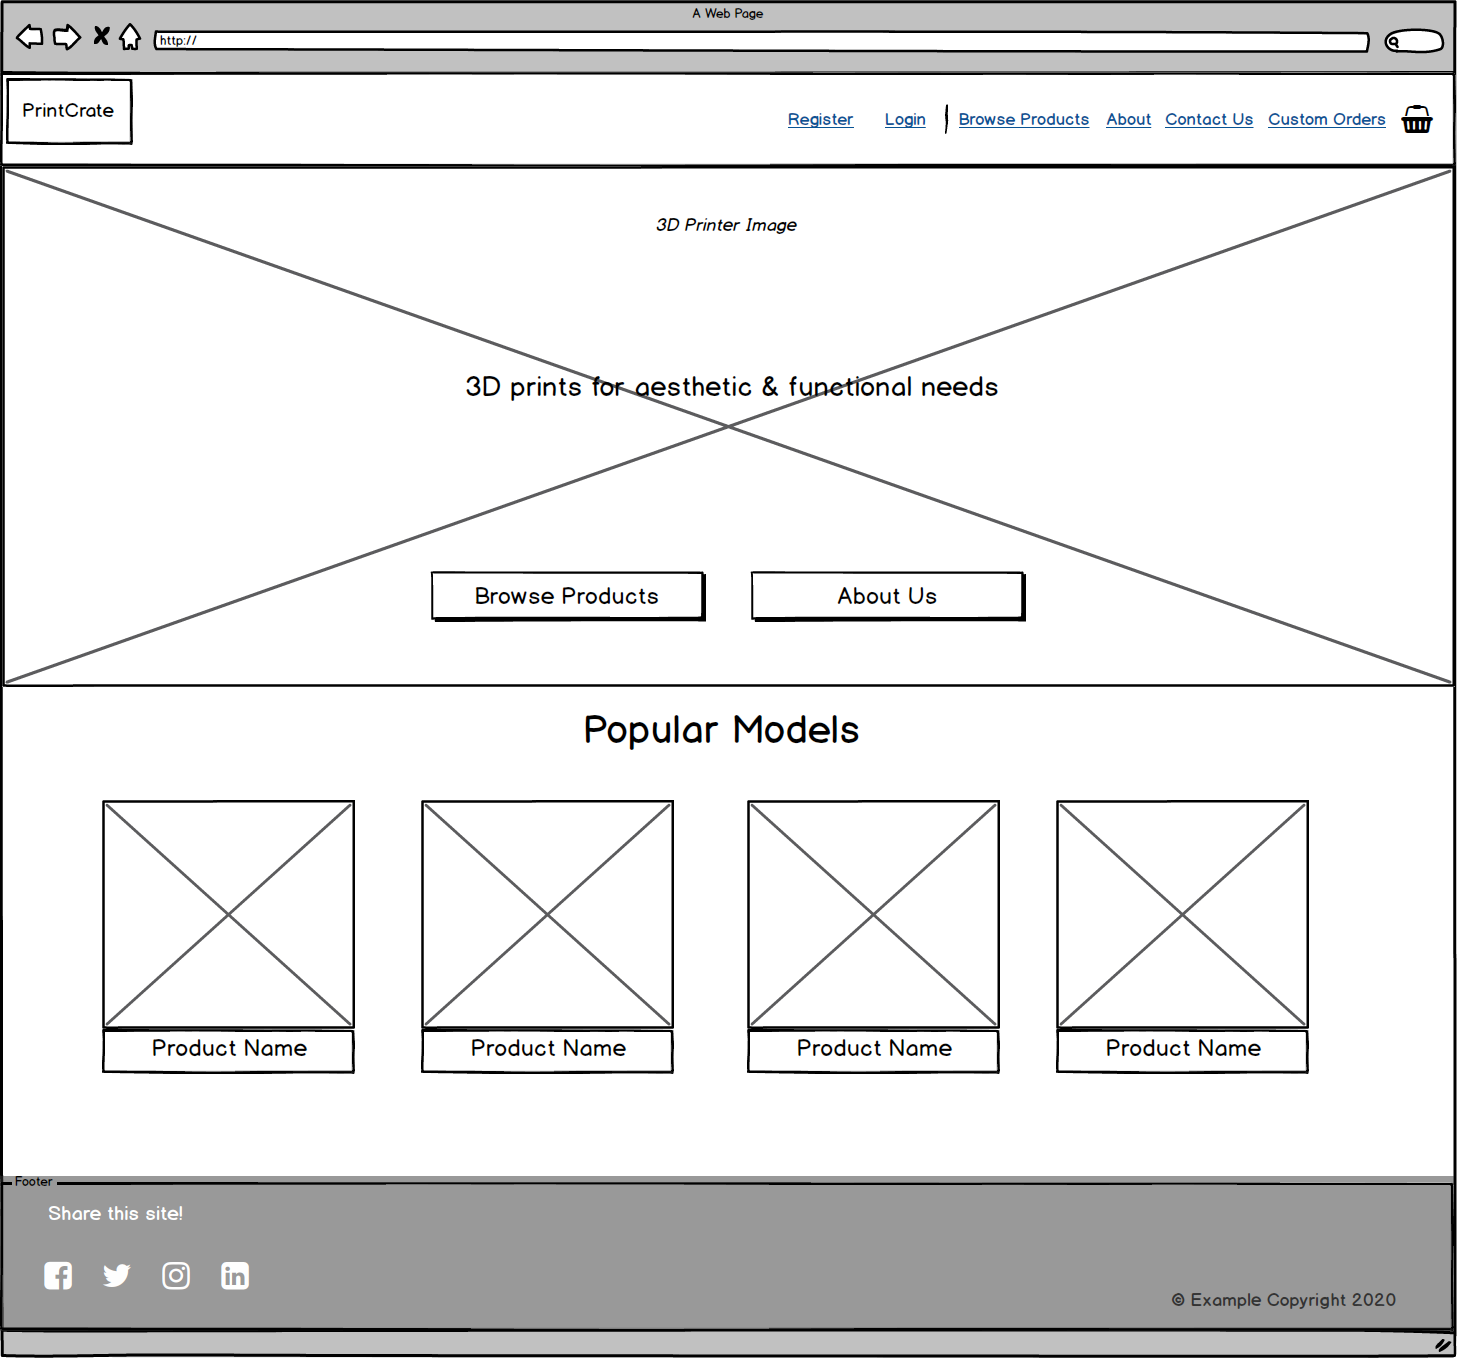 A Web Page
http://
PrintCrate
Register Login Browse Products About Contact Us Custom Orders
3D Printer Image
3D prints for aesthetic & functional needs
Browse Products About Us
Popular Models
Product Name Product Name Product Name Product Name
Footer
Share this site!
© Example Copyright 2020